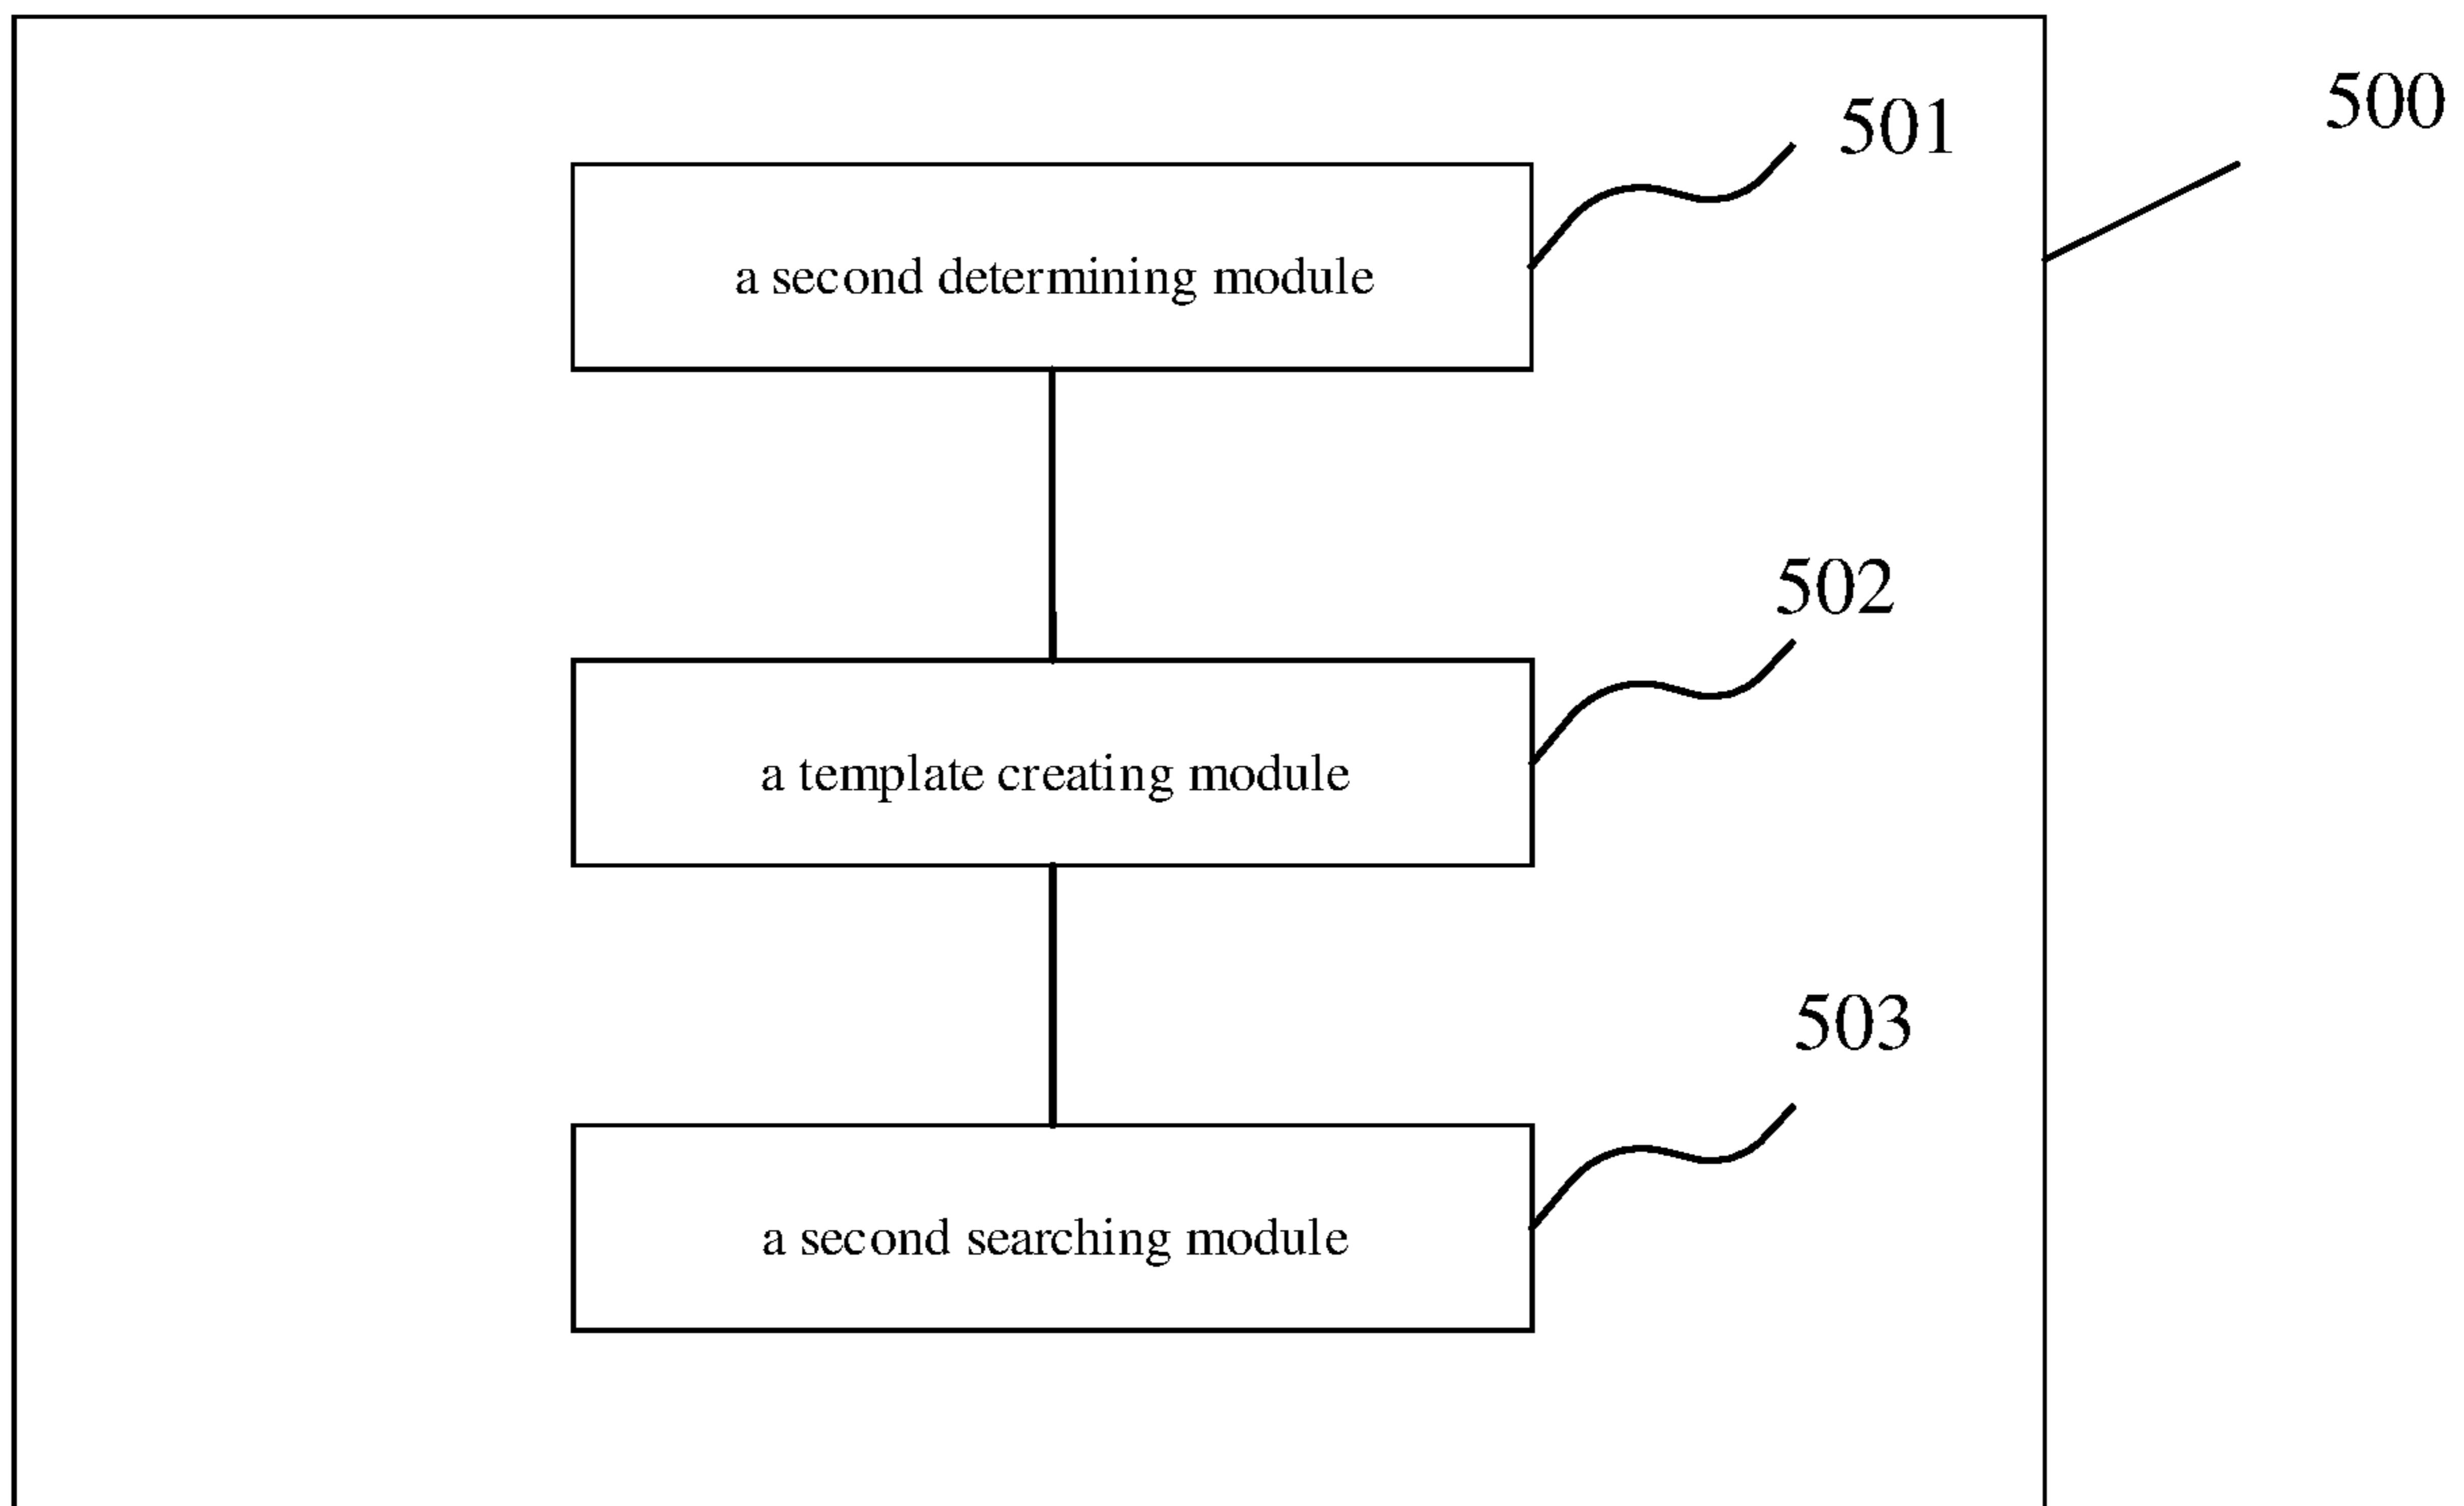 500
501
a second determining module
502
a template creating module
503
a second searching module